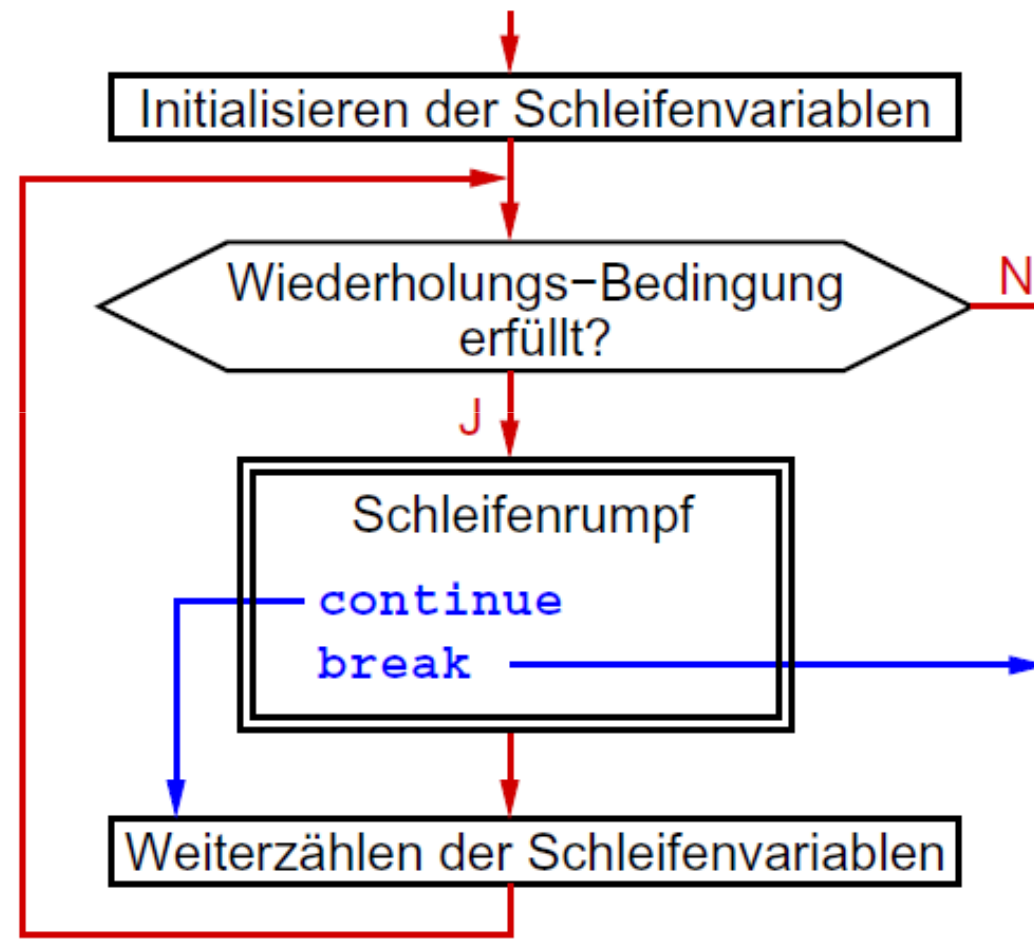 Initialisieren der Schleifenvariablen
Wiederholungs-Bedingung
erfüllt?
N
J
Schleifenrumpf
continue
break
Weiterzählen der Schleifenvariablen